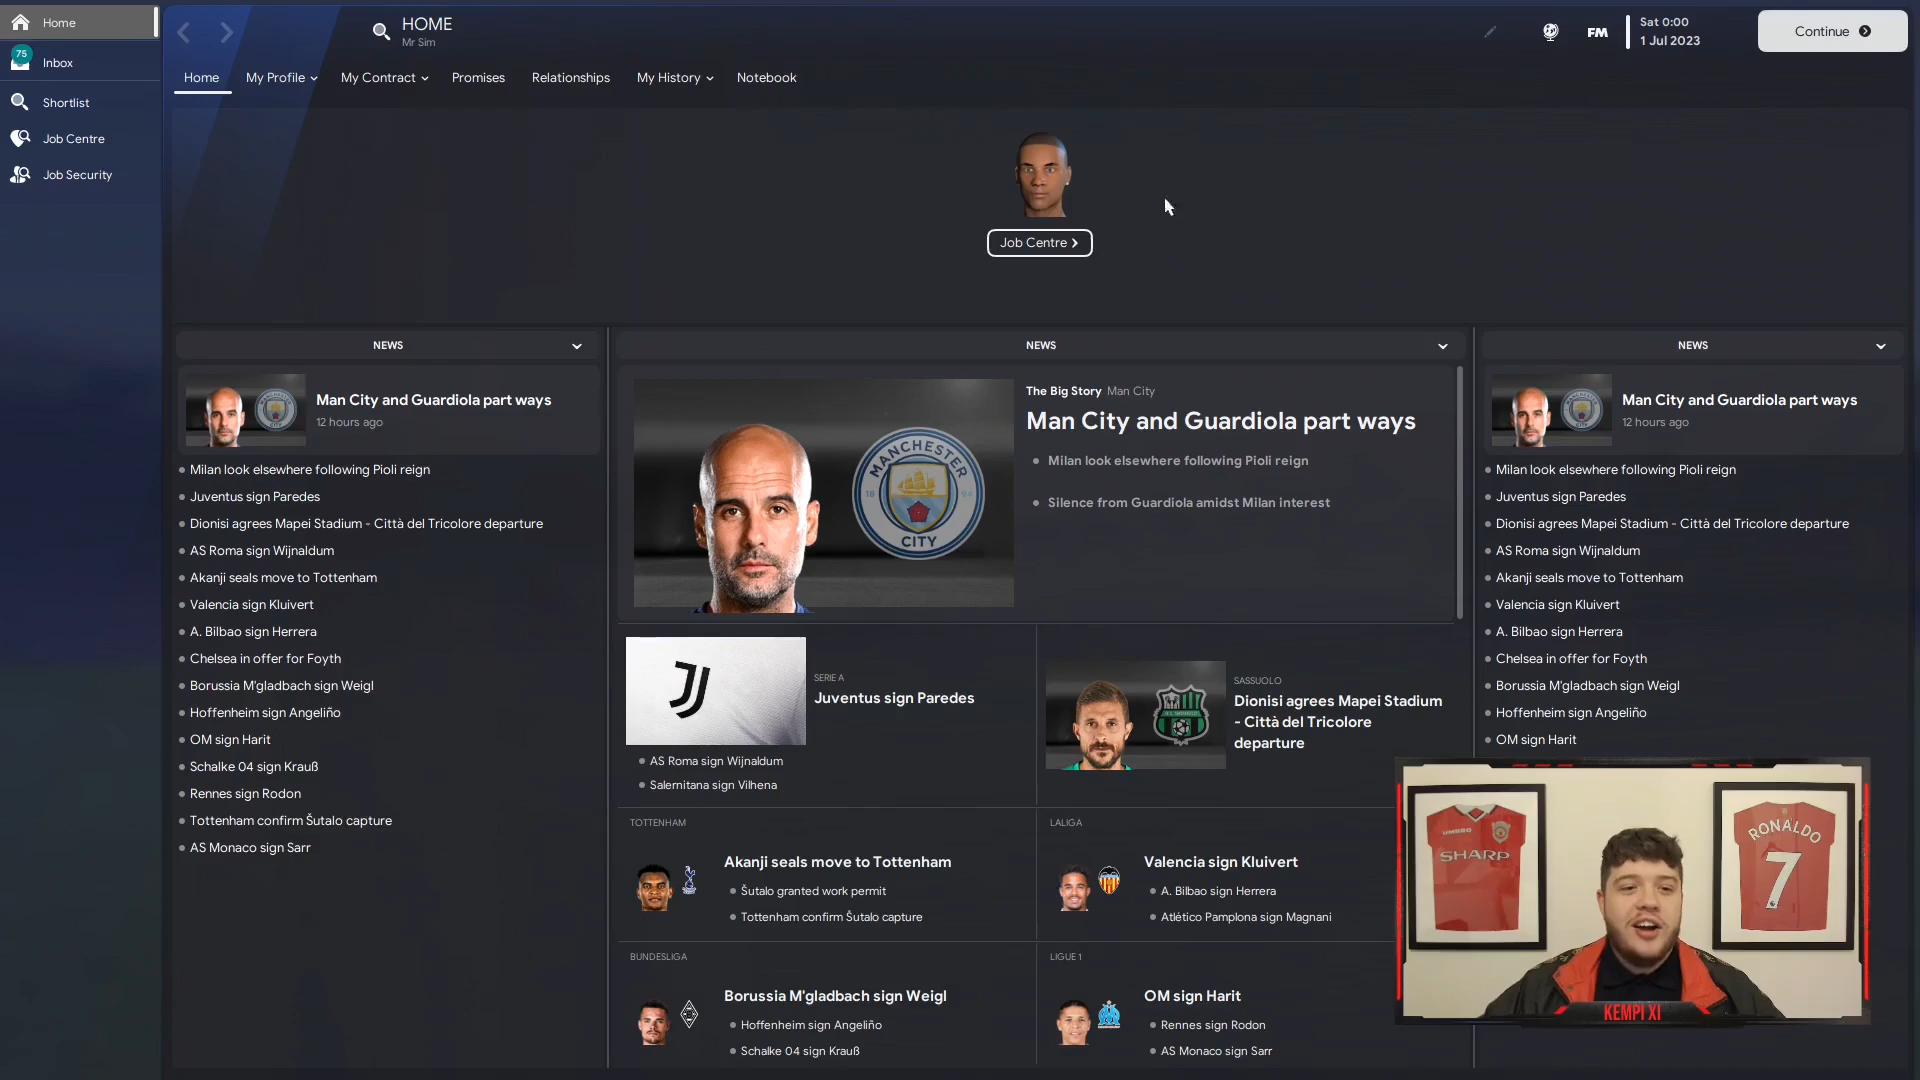 Home
75
Inbox
Shortlist
Job Centre
Job Security
HOME
Mr Sim
FM
Sat 0:00
1 Jul 2023
Continue
Home
My Profile
My Contract
Promises
Relationships
My History
Notebook
Job Centre
NEWS
Man City and Guardiola part ways
12 hours ago
Milan look elsewhere following Pioli reign
Juventus sign Paredes
Dionisi agrees Mapei Stadium - Città del Tricolore departure
AS Roma sign Wijnaldum
Akanji seals move to Tottenham
Valencia sign Kluivert
A. Bilbao sign Herrera
Chelsea in offer for Foyth
Borussia M'gladbach sign Weigl
Hoffenheim sign Angeliño
OM sign Harit
Schalke 04 sign Krauß
Rennes sign Rodon
Tottenham confirm Šutalo capture
AS Monaco sign Sarr
NEWS
MANCHESTER
18 94
CITY
The Big Story Man City
Man City and Guardiola part ways
Milan look elsewhere following Pioli reign
Silence from Guardiola amidst Milan interest
SERIE A
Juventus sign Paredes
AS Roma sign Wijnaldum
Salernitana sign Vilhena
SASSUOLO
Dionisi agrees Mapei Stadium
- Città del Tricolore
departure
TOTTENHAM
Akanji seals move to Tottenham
Šutalo granted work permit
Tottenham confirm Šutalo capture
LALIGA
Valencia sign Kluivert
A. Bilbao sign Herrera
Atlético Pamplona sign Magnani
BUNDESLIGA
Borussia M'gladbach sign Weigl
Hoffenheim sign Angeliño
Schalke 04 sign Krauß
LIGUE 1
OM sign Harit
Rennes sign Rodon
AS Monaco sign Sarr
NEWS
Man City and Guardiola part ways
12 hours ago
Milan look elsewhere following Pioli reign
Juventus sign Paredes
Dionisi agrees Mapei Stadium - Città del Tricolore departure
AS Roma sign Wijnaldum
Akanji seals move to Tottenham
Valencia sign Kluivert
A. Bilbao sign Herrera
Chelsea in offer for Foyth
Borussia M'gladbach sign Weigl
Hoffenheim sign Angeliño
OM sign Harit
UMBRO
SHARP
RONALDO
7
KEMPI XI